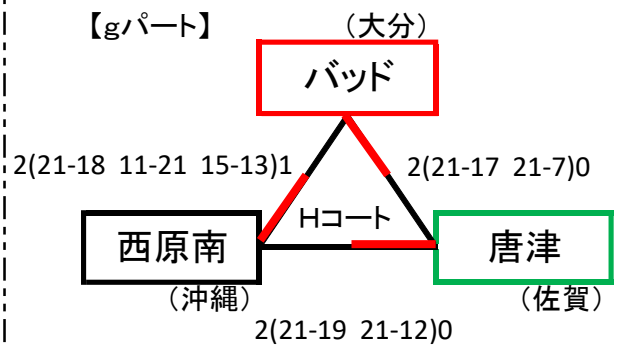 【gパート】
（大分）
バッド
2(21-18 11-21 15-13)1
2(21-17 21-7)0
Hコート
西原南
唐津
（沖縄）
（佐賀）
2(21-19 21-12)0